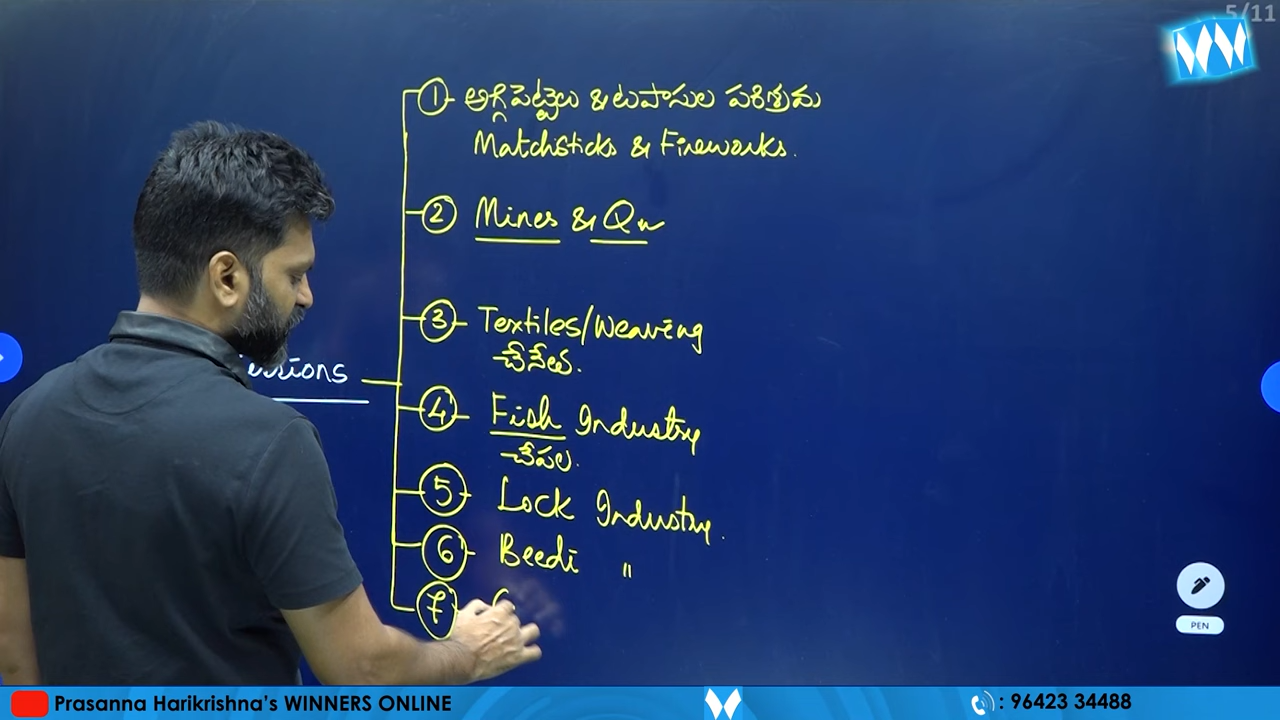 5/11
W
① అగ్గిపెట్టెలు & టపాసుల పరిశ్రమ
Matchsticks & Fireworks.
② Mines &
③ Textiles/Weaving
చేనేత.
④ Fish Industry
చేపల.
⑤ Lock Industry.
⑥ Beedi "
⑦
PEN
Prasanna Harikrishna's WINNERS ONLINE
: 96423 34488